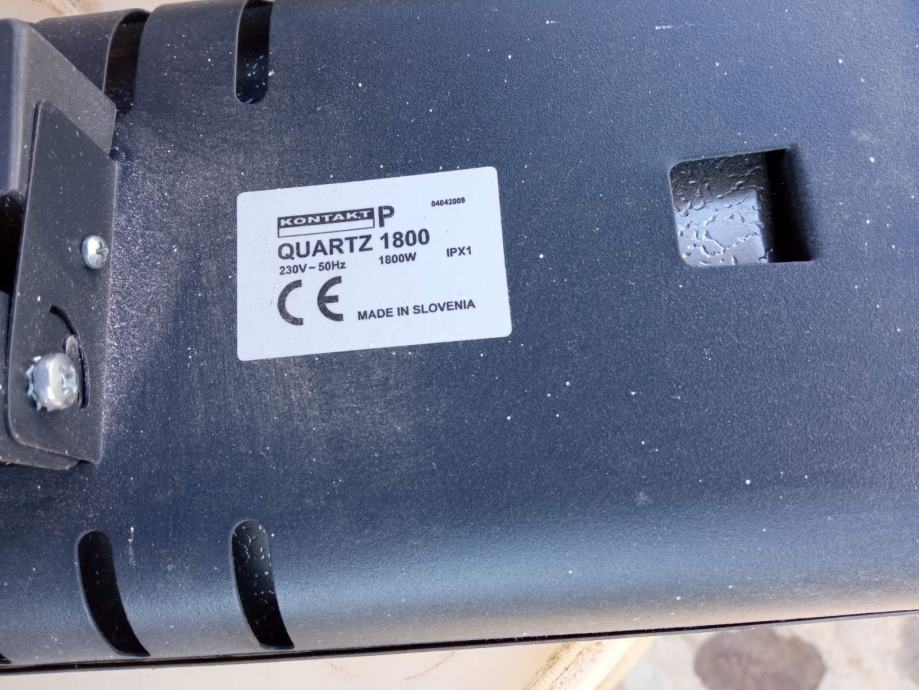 KONTAKT P 04042009
QUARTZ 1800
230V ~ 50Hz 1800W IPX1
CE MADE IN SLOVENIA